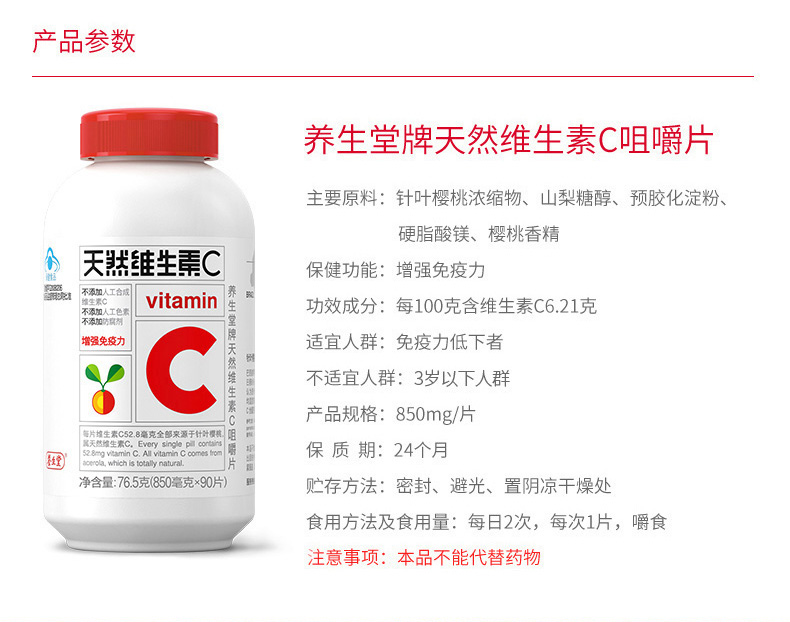 产品参数
养生堂牌天然维生素C咀嚼片
主要原料：针叶樱桃浓缩物、山梨糖醇、预胶化淀粉、
硬脂酸镁、樱桃香精
保健功能：增强免疫力
功效成分：每100克含维生素C6.21克
适宜人群：免疫力低下者
不适宜人群：3岁以下人群
产品规格：850mg/片
保 质 期：24个月
贮存方法：密封、避光、置阴凉干燥处
食用方法及食用量：每日2次，每次1片，嚼食
注意事项：本品不能代替药物
天然维生素C
不添加人工合成
维生素C
不添加人工色素
不添加防腐剂
增强免疫力
vitamin
C
养生堂牌天然维生素C咀嚼片
每片维生素C52.8毫克全部来源于针叶樱桃,
属天然维生素C。Every single pill contains
52.8mg vitamin C. All vitamin C comes from
acerola, which is totally natural.
养生堂
净含量:76.5克(850毫克×90片)